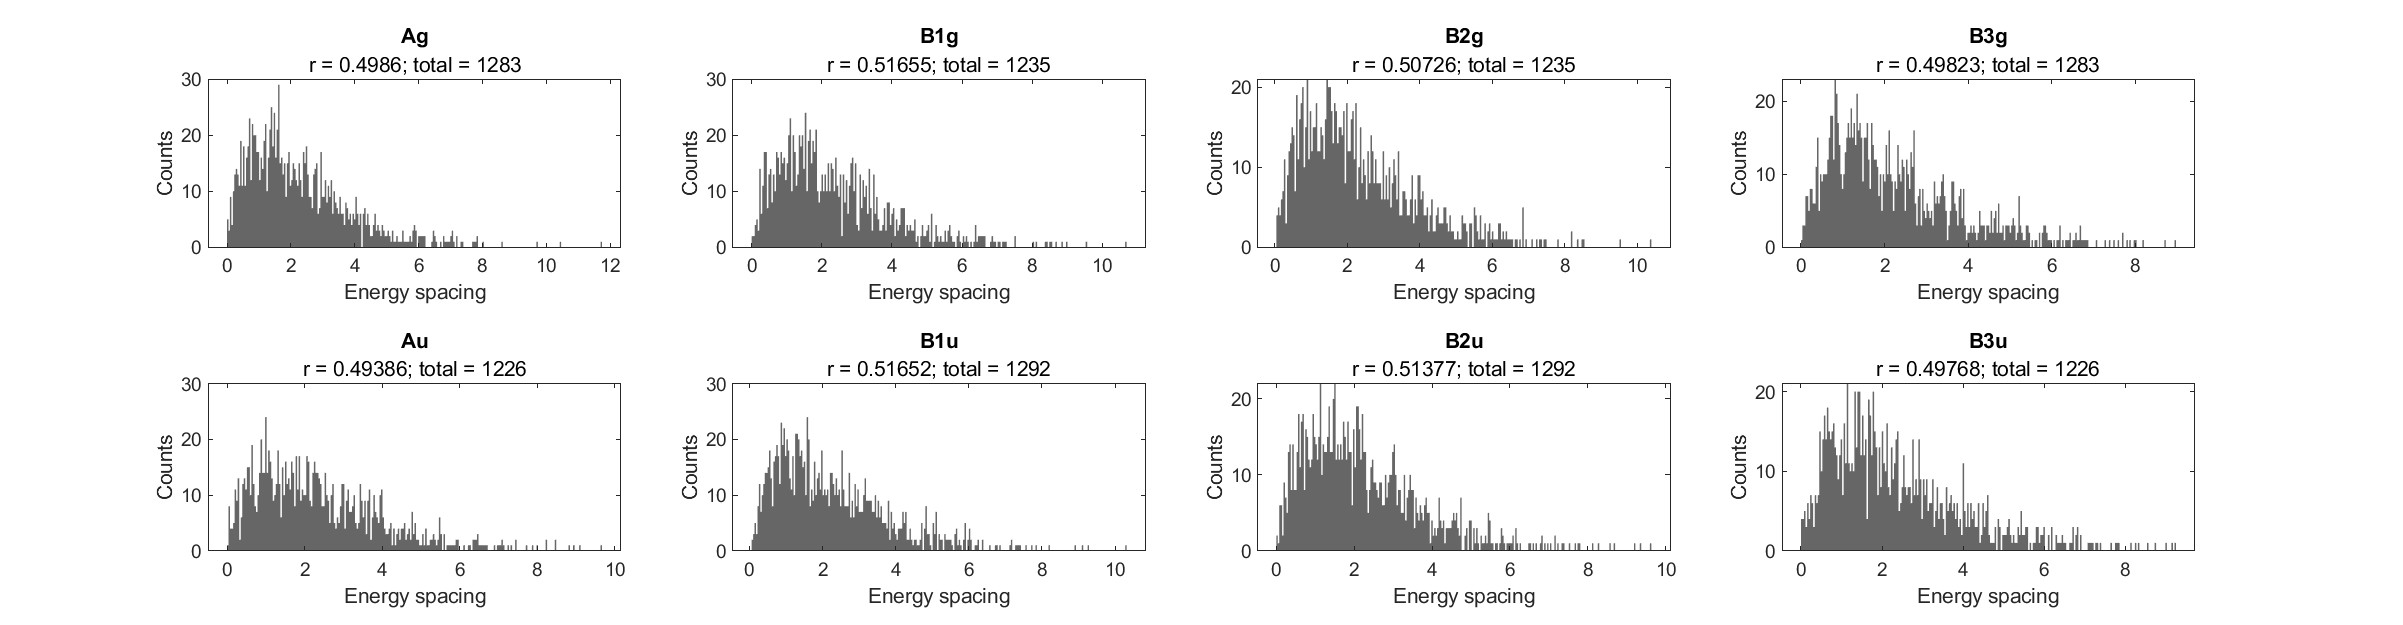 Ag
r = 0.4986; total = 1283
30
20
10
0
Counts
0 2 4 6 8 10 12
Energy spacing
B1g
r = 0.51655; total = 1235
30
20
10
0
Counts
0 2 4 6 8 10
Energy spacing
B2g
r = 0.50726; total = 1235
20
10
0
Counts
0 2 4 6 8 10
Energy spacing
B3g
r = 0.49823; total = 1283
20
10
0
Counts
0 2 4 6 8
Energy spacing
Au
r = 0.49386; total = 1226
30
20
10
0
Counts
0 2 4 6 8 10
Energy spacing
B1u
r = 0.51652; total = 1292
30
20
10
0
Counts
0 2 4 6 8 10
Energy spacing
B2u
r = 0.51377; total = 1292
20
10
0
Counts
0 2 4 6 8 10
Energy spacing
B3u
r = 0.49768; total = 1226
20
10
0
Counts
0 2 4 6 8
Energy spacing